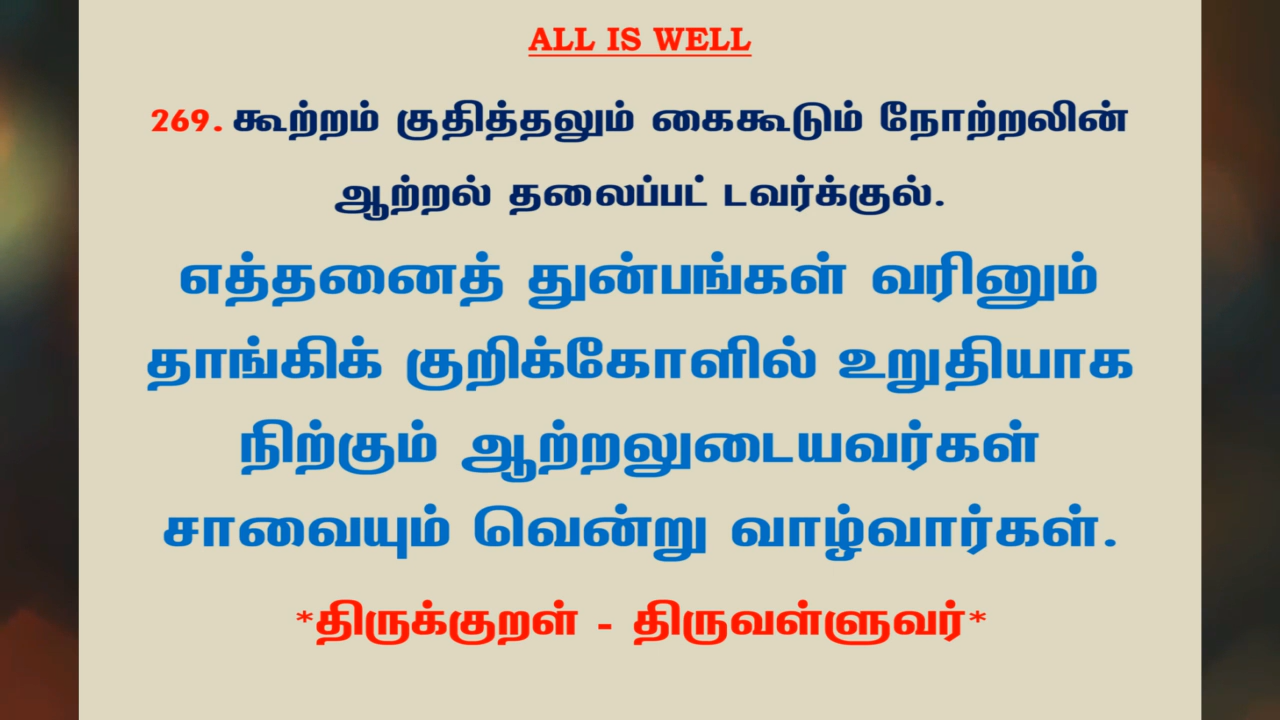 ALL IS WELL
269. கூற்றம் குதித்தலும் கைகூடும் நோற்றலின்
ஆற்றல் தலைப்பட் டவர்க்குல்.
எத்தனைத் துன்பங்கள் வரினும்
தாங்கிக் குறிக்கோளில் உறுதியாக
நிற்கும் ஆற்றலுடையவர்கள்
சாவையும் வென்று வாழ்வார்கள்.
*திருக்குறள் - திருவள்ளுவர்*